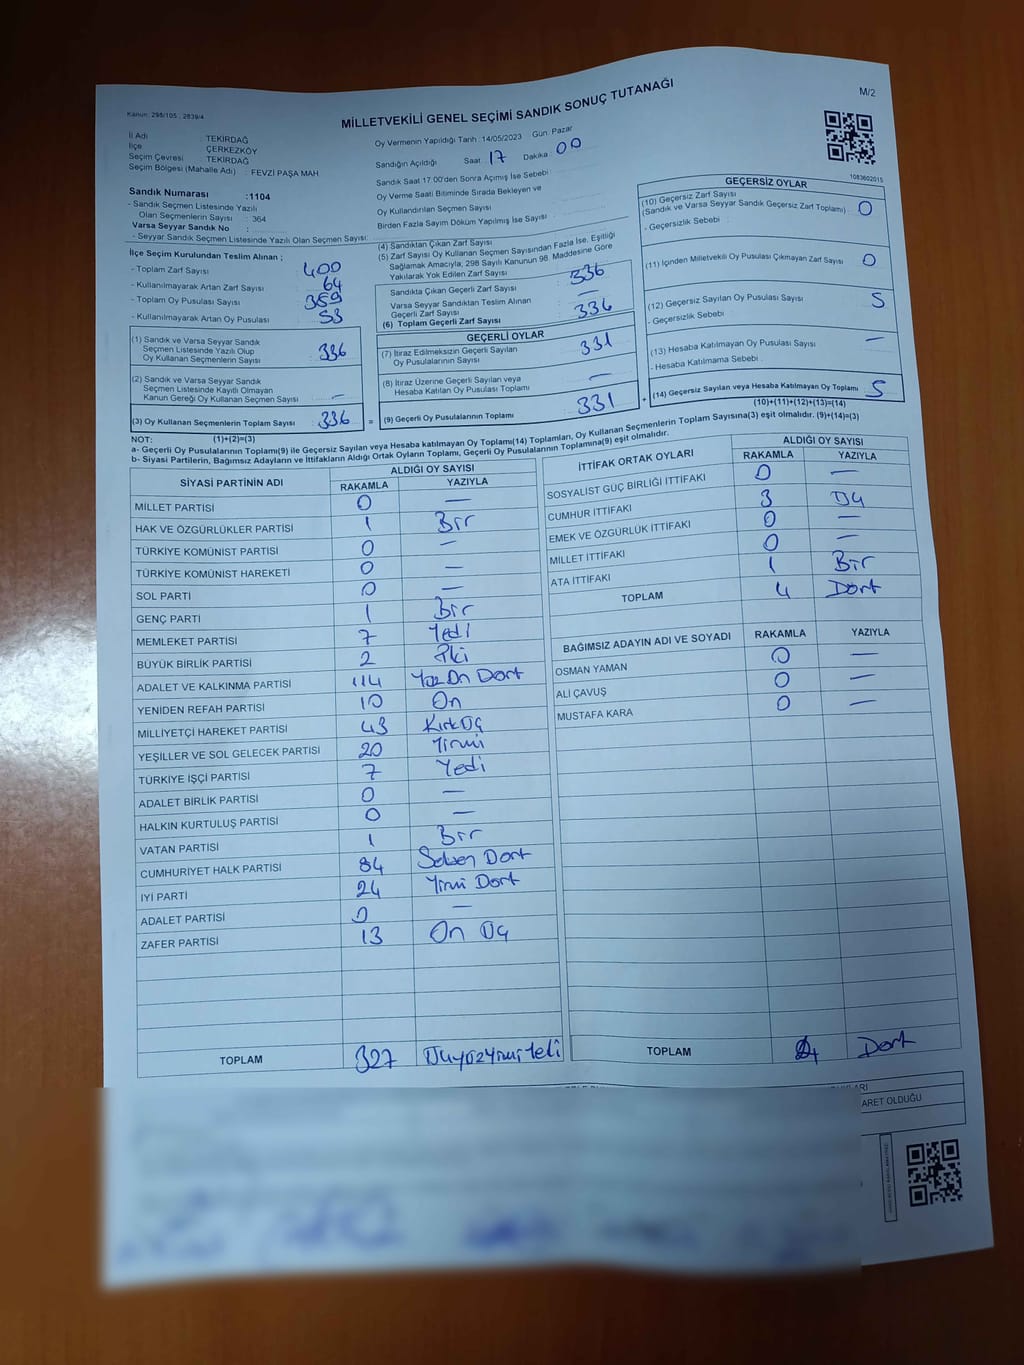 M/2
Kanun: 298/105 ; 2839/4
MİLLETVEKİLİ GENEL SEÇİMİ SANDIK SONUÇ TUTANAĞI
İl Adı : TEKİRDAĞ
İlçe : ÇERKEZKÖY
Seçim Çevresi : TEKİRDAĞ
Seçim Bölgesi (Mahalle Adı) : FEVZİ PAŞA MAH
Sandık Numarası :1104
- Sandık Seçmen Listesinde Yazılı
Olan Seçmenlerin Sayısı : 364
Varsa Seyyar Sandık No :
- Seyyar Sandık Seçmen Listesinde Yazılı Olan Seçmen Sayısı:
Oy Vermenin Yapıldığı Tarih : 14/05/2023 Gün: Pazar
Sandığın Açıldığı Saat 17 Dakika 00
Sandık Saat 17:00'den Sonra Açılmış İse Sebebi :
Oy Verme Saati Bitiminde Sırada Bekleyen ve
Oy Kullandırılan Seçmen Sayısı :
Birden Fazla Sayım Döküm Yapılmış İse Sayısı :
1083602015
İlçe Seçim Kurulundan Teslim Alınan ;
- Toplam Zarf Sayısı : 400
- Kullanılmayarak Artan Zarf Sayısı : 64
- Toplam Oy Pusulası Sayısı : 389
- Kullanılmayarak Artan Oy Pusulası : 53
(1) Sandık ve Varsa Seyyar Sandık
Seçmen Listesinde Yazılı Olup
Oy Kullanan Seçmenlerin Sayısı : 336
(2) Sandık ve Varsa Seyyar Sandık
Seçmen Listesinde Kayıtlı Olmayan
Kanun Gereği Oy Kullanan Seçmen Sayısı : —
(3) Oy Kullanan Seçmenlerin Toplam Sayısı : 336 =
(1)+(2)=(3)
(4) Sandıktan Çıkan Zarf Sayısı
(5) Zarf Sayısı Oy Kullanan Seçmen Sayısından Fazla İse, Eşitliği
Sağlamak Amacıyla, 298 Sayılı Kanunun 98. Maddesine Göre
Yakılarak Yok Edilen Zarf Sayısı
Sandıkta Çıkan Geçerli Zarf Sayısı : 336
Varsa Seyyar Sandıktan Teslim Alınan
Geçerli Zarf Sayısı : —
(6) Toplam Geçerli Zarf Sayısı : 336
GEÇERLİ OYLAR
(7) İtiraz Edilmeksizin Geçerli Sayılan
Oy Pusulalarının Sayısı : 331
(8) İtiraz Üzerine Geçerli Sayılan veya
Hesaba Katılan Oy Pusulası Toplamı : —
(9) Geçerli Oy Pusulalarının Toplamı : 331 +
GEÇERSİZ OYLAR
(10) Geçersiz Zarf Sayısı
(Sandık ve Varsa Seyyar Sandık Geçersiz Zarf Toplamı) : 0
- Geçersizlik Sebebi :
(11) İçinden Milletvekili Oy Pusulası Çıkmayan Zarf Sayısı : 0
(12) Geçersiz Sayılan Oy Pusulası Sayısı : 5
- Geçersizlik Sebebi :
(13) Hesaba Katılmayan Oy Pusulası Sayısı : —
- Hesaba Katılmama Sebebi :
(14) Geçersiz Sayılan veya Hesaba Katılmayan Oy Toplamı : 5
(10)+(11)+(12)+(13)=(14)
NOT:
a- Geçerli Oy Pusulalarının Toplamı(9) ile Geçersiz Sayılan veya Hesaba katılmayan Oy Toplamı(14) Toplamları, Oy Kullanan Seçmenlerin Toplam Sayısına(3) eşit olmalıdır. (9)+(14)=(3)
b- Siyasi Partilerin, Bağımsız Adayların ve İttifakların Aldığı Ortak Oyların Toplamı, Geçerli Oy Pusulalarının Toplamına(9) eşit olmalıdır.
SİYASİ PARTİNİN ADI ALDIĞI OY SAYISI
RAKAMLA YAZIYLA
MİLLET PARTİSİ 0 —
HAK VE ÖZGÜRLÜKLER PARTİSİ 1 Bir
TÜRKİYE KOMÜNİST PARTİSİ 0 —
TÜRKİYE KOMÜNİST HAREKETİ 0 —
SOL PARTİ 0 —
GENÇ PARTİ 1 Bir
MEMLEKET PARTİSİ 7 Yedi
BÜYÜK BİRLİK PARTİSİ 2 İki
ADALET VE KALKINMA PARTİSİ 114 Yüz On Dört
YENİDEN REFAH PARTİSİ 10 On
MİLLİYETÇİ HAREKET PARTİSİ 43 Kırk Üç
YEŞİLLER VE SOL GELECEK PARTİSİ 20 Yirmi
TÜRKİYE İŞÇİ PARTİSİ 7 Yedi
ADALET BİRLİK PARTİSİ 0 —
HALKIN KURTULUŞ PARTİSİ 0 —
VATAN PARTİSİ 1 Bir
CUMHURİYET HALK PARTİSİ 84 Seksen Dört
İYİ PARTİ 24 Yirmi Dört
ADALET PARTİSİ 0 —
ZAFER PARTİSİ 13 On Üç
TOPLAM 327 Üçyüzyirmiyedi
İTTİFAK ORTAK OYLARI ALDIĞI OY SAYISI
RAKAMLA YAZIYLA
SOSYALİST GÜÇ BİRLİĞİ İTTİFAKI 0 —
CUMHUR İTTİFAKI 3 Üç
EMEK VE ÖZGÜRLÜK İTTİFAKI 0 —
MİLLET İTTİFAKI 0 —
ATA İTTİFAKI 1 Bir
TOPLAM 4 Dört
BAĞIMSIZ ADAYIN ADI VE SOYADI RAKAMLA YAZIYLA
OSMAN YAMAN 0 —
ALİ ÇAVUŞ 0 —
MUSTAFA KARA 0 —
TOPLAM 4 Dört
ARET OLDUĞU